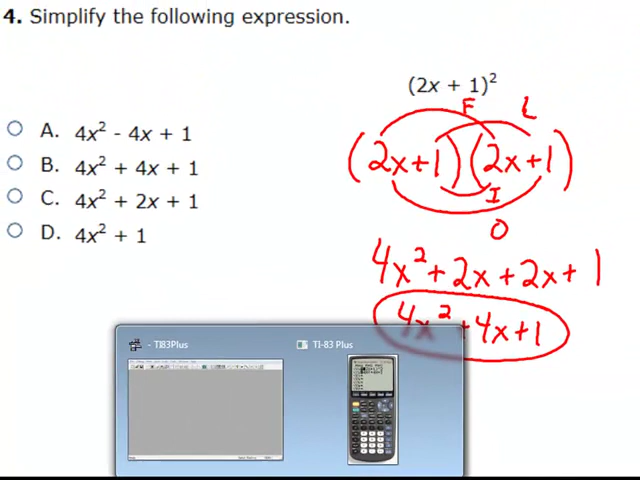 4. Simplify the following expression.
(2x + 1)²
F L
A. 4x² - 4x + 1
(2x+1)(2x+1)
B. 4x² + 4x + 1
I
C. 4x² + 2x + 1
O
D. 4x² + 1
4x²+2x+2x+1
4x²+4x+1
- TI83Plus
TI-83 Plus